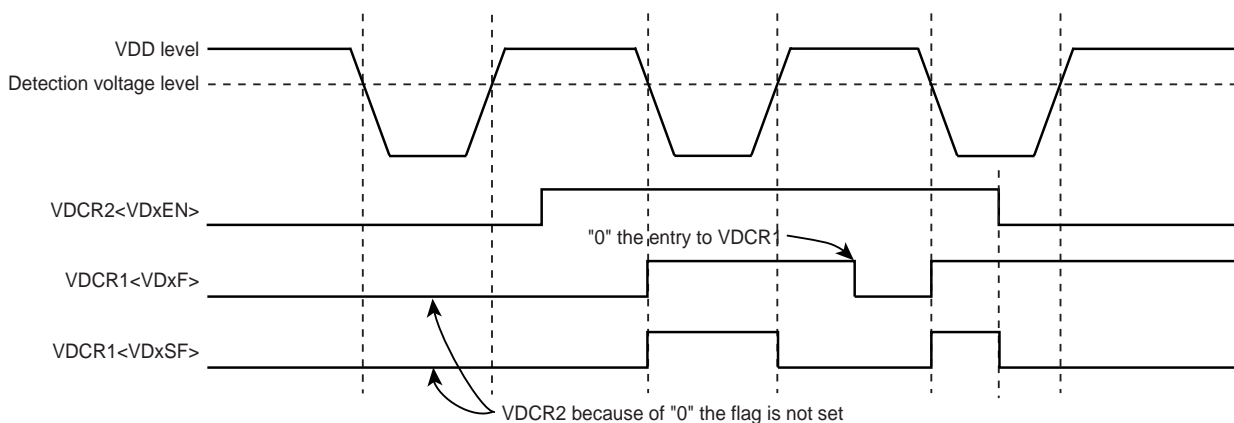 VDD level
Detection voltage level
VDCR2<VDxEN>
"0" the entry to VDCR1
VDCR1<VDxF>
VDCR1<VDxSF>
VDCR2 because of "0" the flag is not set